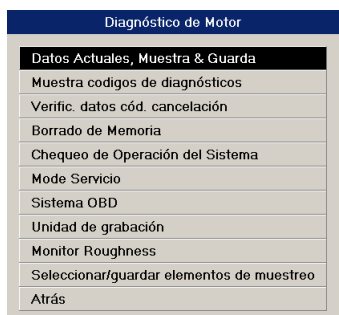 Diagnóstico de Motor
Datos Actuales, Muestra & Guarda
Muestra codigos de diagnósticos
Verific. datos cód. cancelación
Borrado de Memoria
Chequeo de Operación del Sistema
Mode Servicio
Sistema OBD
Unidad de grabación
Monitor Roughness
Seleccionar/guardar elementos de muestreo
Atrás